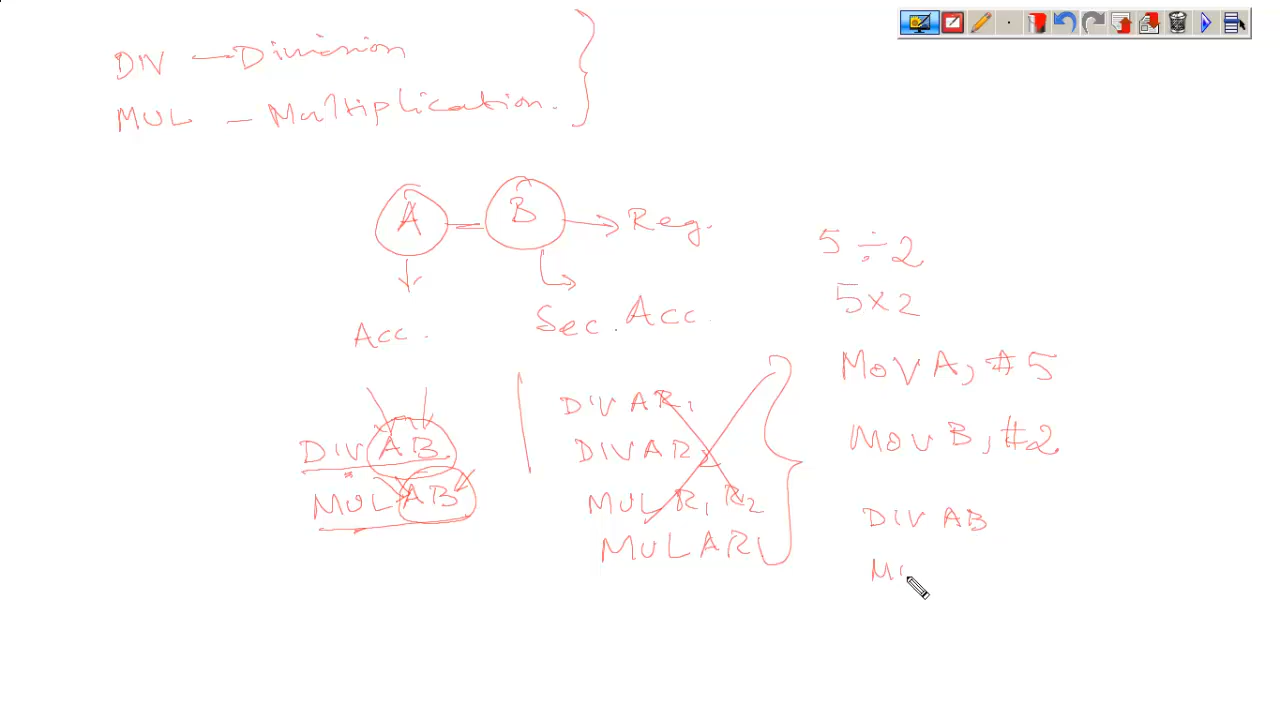 DIV — Division
MUL — Multiplication.
A = B → Reg.
Acc.
Sec. Acc.
DIV AB
MUL AB
DIV A R1
DIV A R2
MUL R1 R2
MUL A R1
5 ÷ 2
5 × 2
MOV A, #5
MOV B, #2
DIV AB
M